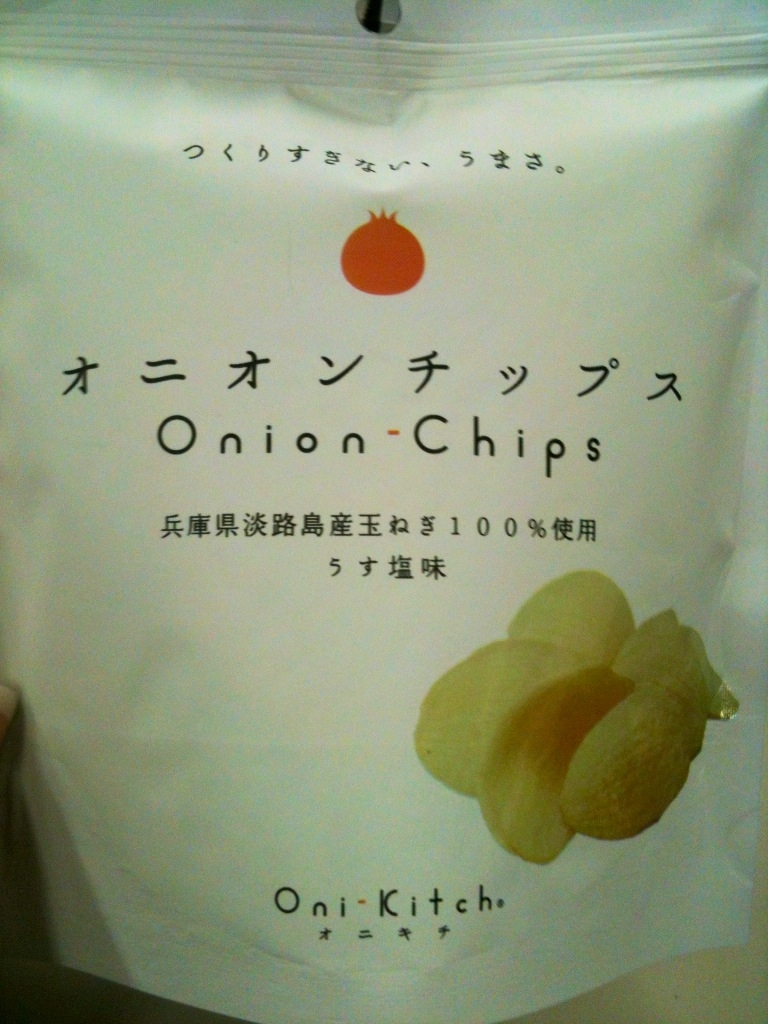 つくりすぎない、うまさ。
オニオンチップス
Onion-Chips
兵庫県淡路島産玉ねぎ100%使用
うす塩味
Oni-Kitch®
オニキチ